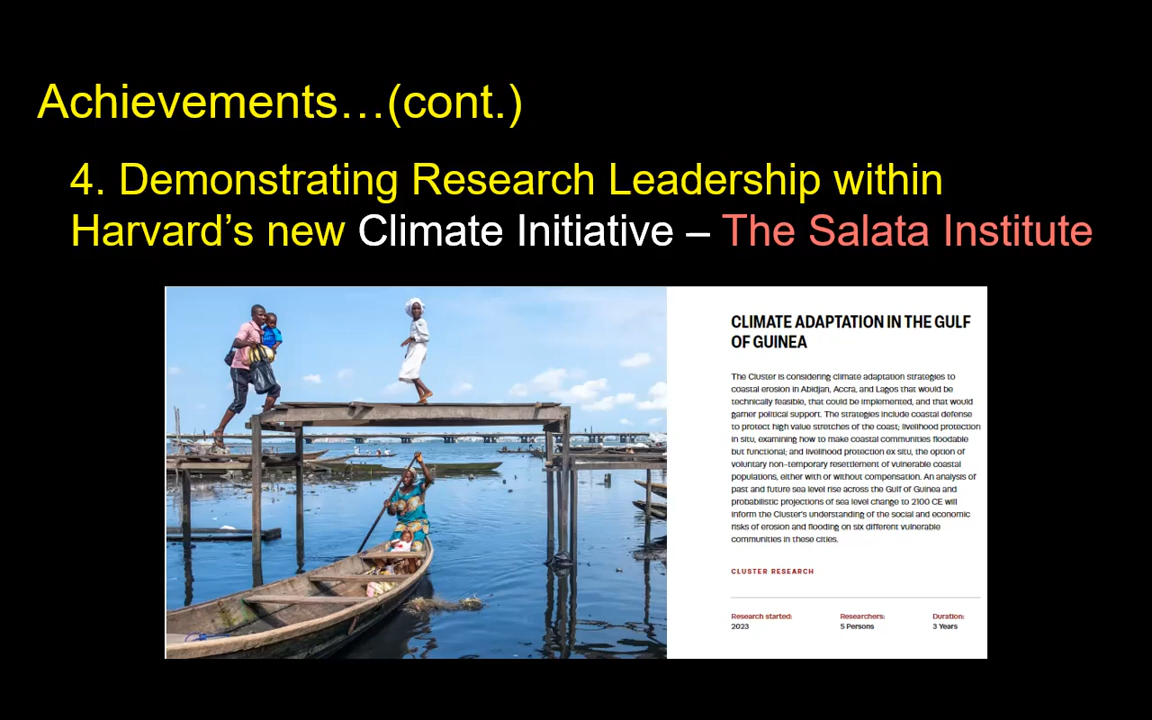 Achievements…(cont.)
4. Demonstrating Research Leadership within
Harvard’s new Climate Initiative – The Salata Institute
CLIMATE ADAPTATION IN THE GULF
OF GUINEA
The Cluster is considering climate adaptation strategies to
coastal erosion in Abidjan, Accra, and Lagos that would be
technically feasible, that could be implemented, and that would
garner political support. The strategies include coastal defense
to protect high value stretches of the coast; livelihood protection
in situ, examining how to make coastal communities floodable
but functional; and livelihood protection ex situ, the option of
voluntary non-temporary resettlement of vulnerable coastal
populations, either with or without compensation. An analysis of
past and future sea level rise across the Gulf of Guinea and
probabilistic projections of sea level change to 2100 CE will
inform the Cluster's understanding of the social and economic
risks of erosion and flooding on six different vulnerable
communities in these cities.
CLUSTER RESEARCH
Research started: Researchers: Duration:
2023 5 Persons 3 Years